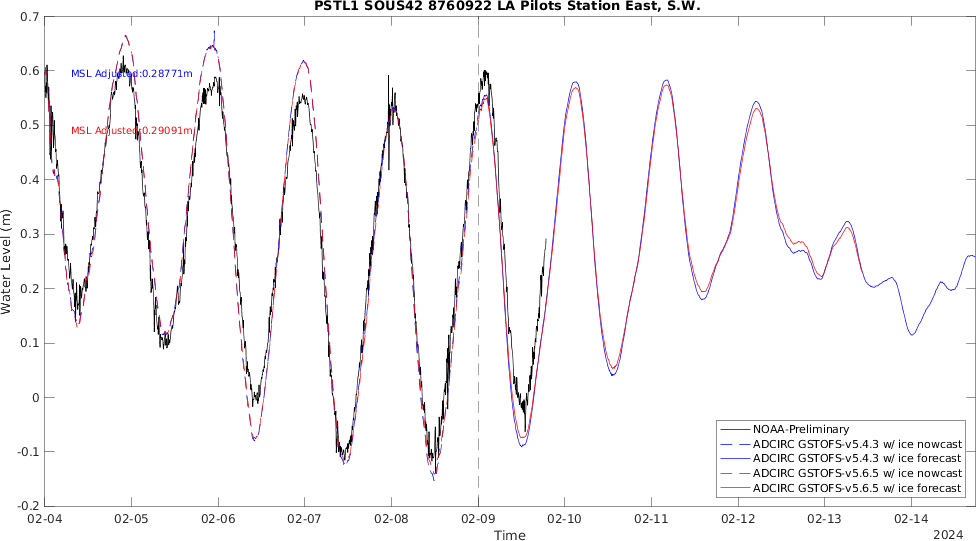 PSTL1 SOUS42 8760922 LA Pilots Station East, S.W.
0.7
0.6
0.5
0.4
0.3
0.2
0.1
0
-0.1
-0.2
Water Level (m)
MSL Adjusted:0.28771m
MSL Adjusted:0.29091m
NOAA-Preliminary
ADCIRC GSTOFS-v5.4.3 w/ ice nowcast
ADCIRC GSTOFS-v5.4.3 w/ ice forecast
ADCIRC GSTOFS-v5.6.5 w/ ice nowcast
ADCIRC GSTOFS-v5.6.5 w/ ice forecast
02-04 02-05 02-06 02-07 02-08 02-09 02-10 02-11 02-12 02-13 02-14
Time
2024